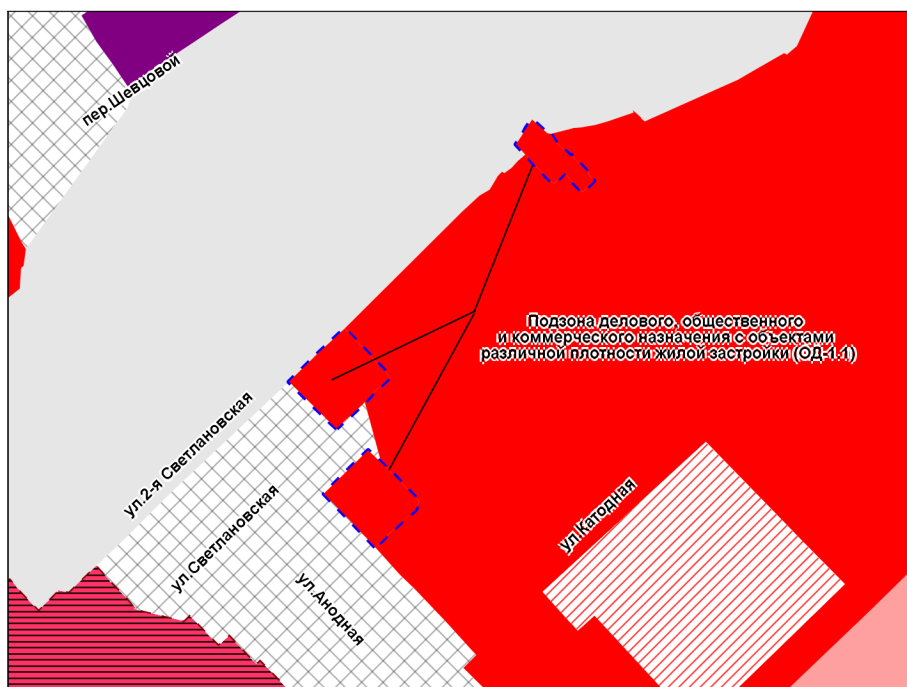 пер.Шевцовой
Подзона делового, общественного
и коммерческого назначения с объектами
различной плотности жилой застройки (ОД-1.1)
ул.2-я Светлановская
ул.Светлановская
ул.Катодная
ул.Анодная